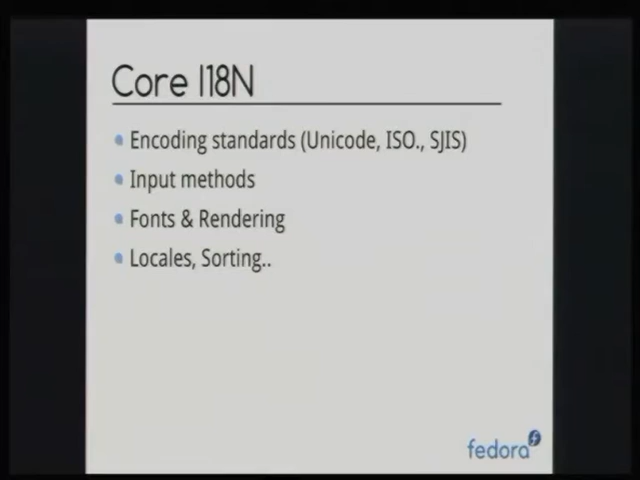 Core I18N
Encoding standards (Unicode, ISO., SJIS)
Input methods
Fonts & Rendering
Locales, Sorting..
fedora